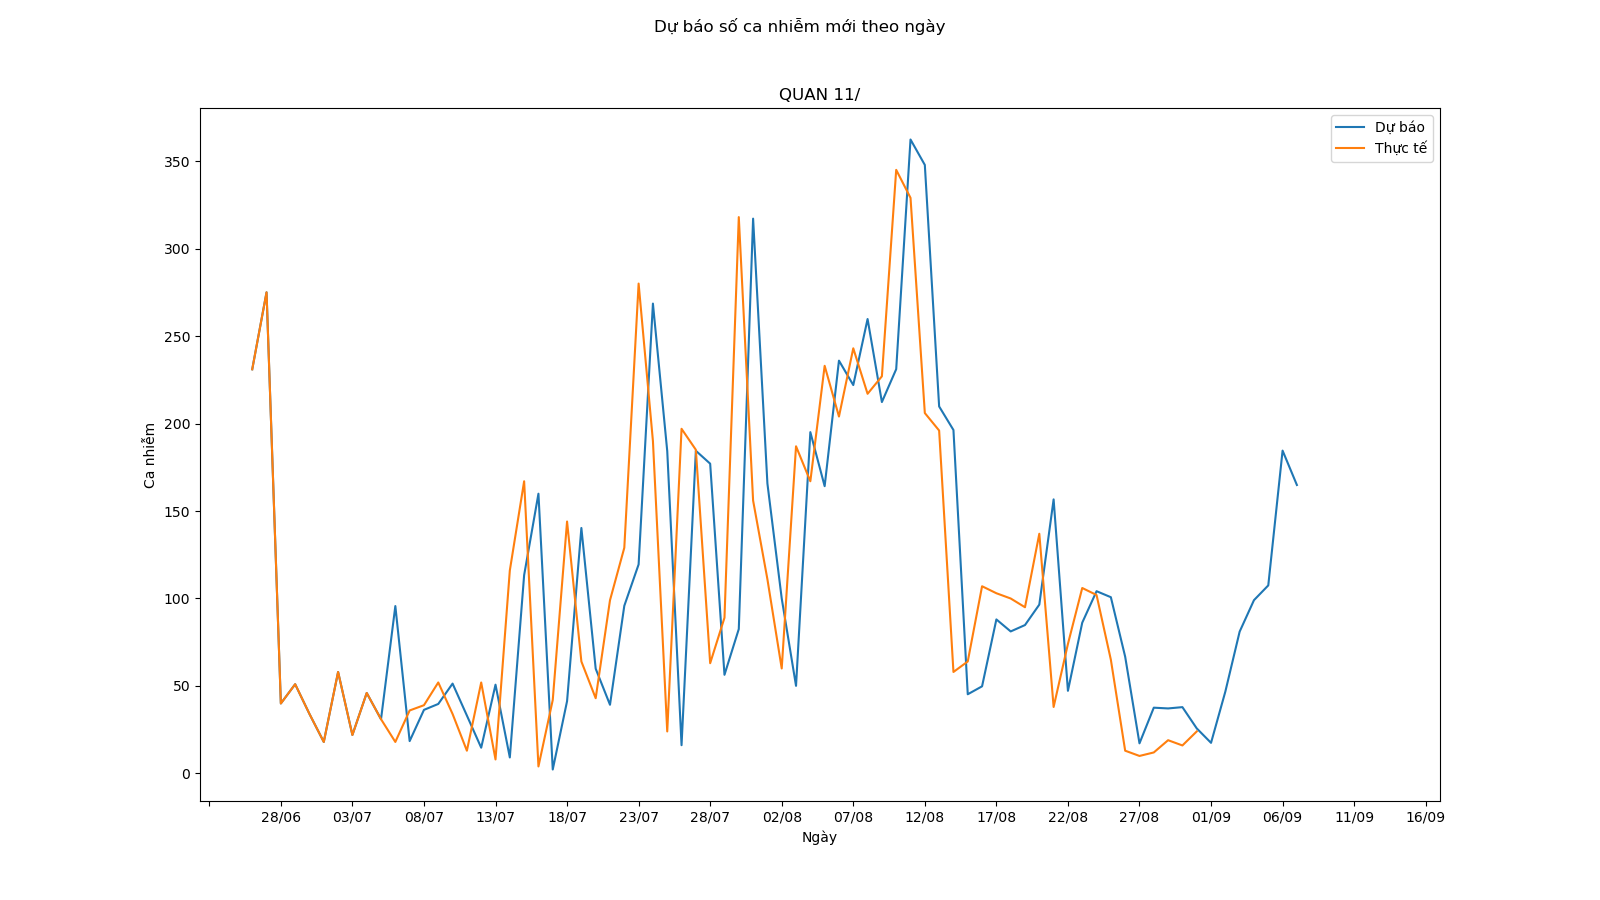 Dự báo số ca nhiễm mới theo ngày
QUAN 11/
Dự báo
Thực tế
350
300
250
200
150
100
50
0
Ca nhiễm
28/06 03/07 08/07 13/07 18/07 23/07 28/07 02/08 07/08 12/08 17/08 22/08 27/08 01/09 06/09 11/09 16/09
Ngày